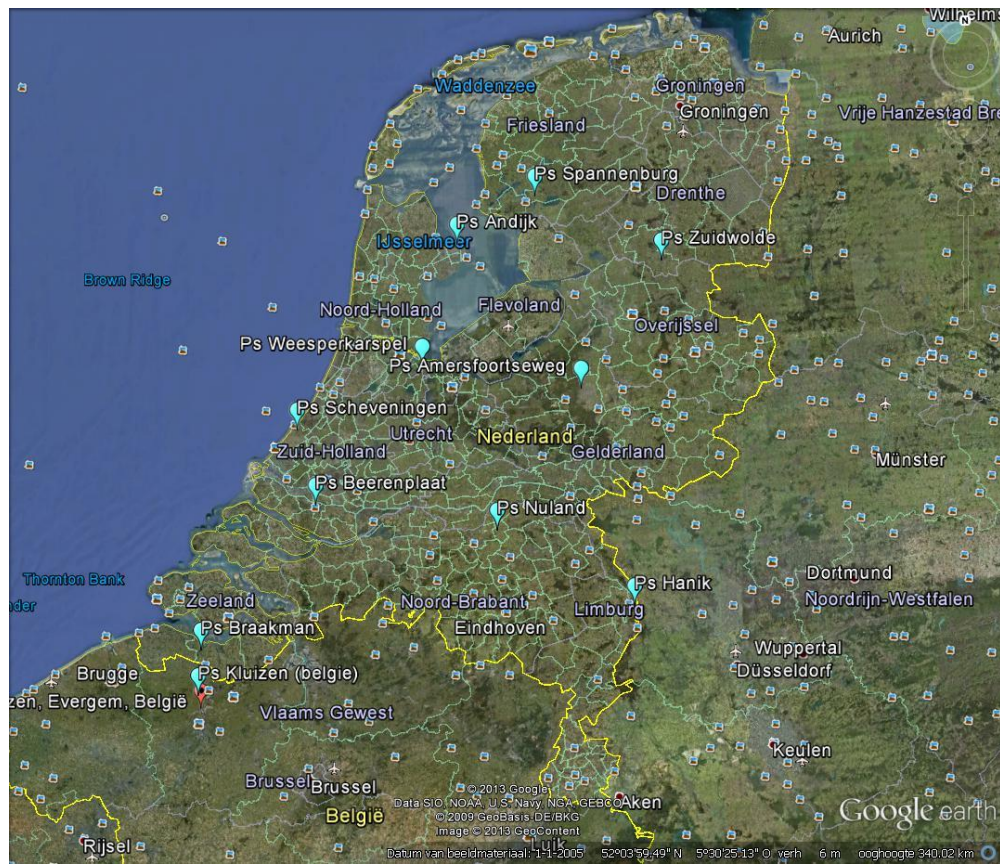 Wilhelms
N
Aurich
Waddenzee
Groningen
Groningen
Vrije Hanzestad Bre
Friesland
Ps Spannenburg
Drenthe
Ps Andijk
IJsselmeer
Ps Zuidwolde
Brown Ridge
Noord-Holland
Flevoland
Overijssel
Ps Weesperkarspel
Ps Amersfoortseweg
Ps Scheveningen
Utrecht
Nederland
Zuid-Holland
Gelderland
Münster
Ps Beerenplaat
Ps Nuland
Thornton Bank
Dortmund
Ps Hanik
nder
Zeeland
Noord-Brabant
Limburg
Noordrijn-Westfalen
Ps Braakman
Eindhoven
Wuppertal
Brugge
Ps Kluizen (belgie)
Düsseldorf
zen, Evergem, België
Vlaams Gewest
Keulen
Brussel
Brussel
© 2013 Google
Data SIO, NOAA, U.S. Navy, NGA, GEBCO
Aken
© 2009 GeoBasis-DE/BKG
België
Image © 2013 GeoContent
Google earth
Rijsel
Luik
Datum van beeldmateriaal: 1-1-2005 52°03'59.49" N 5°30'25.13" O verh 6 m ooghoogte 340.02 km